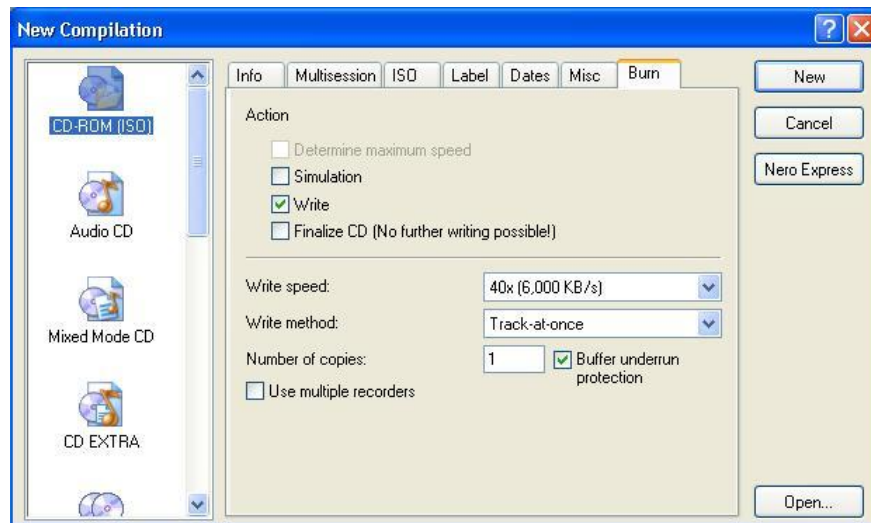 New Compilation
CD-ROM (ISO)
Audio CD
Mixed Mode CD
CD EXTRA
Info Multisession ISO Label Dates Misc Burn
Action
Determine maximum speed
Simulation
Write
Finalize CD (No further writing possible!)
Write speed: 40x (6,000 KB/s)
Write method: Track-at-once
Number of copies: 1 Buffer underrun
protection
Use multiple recorders
New
Cancel
Nero Express
Open...